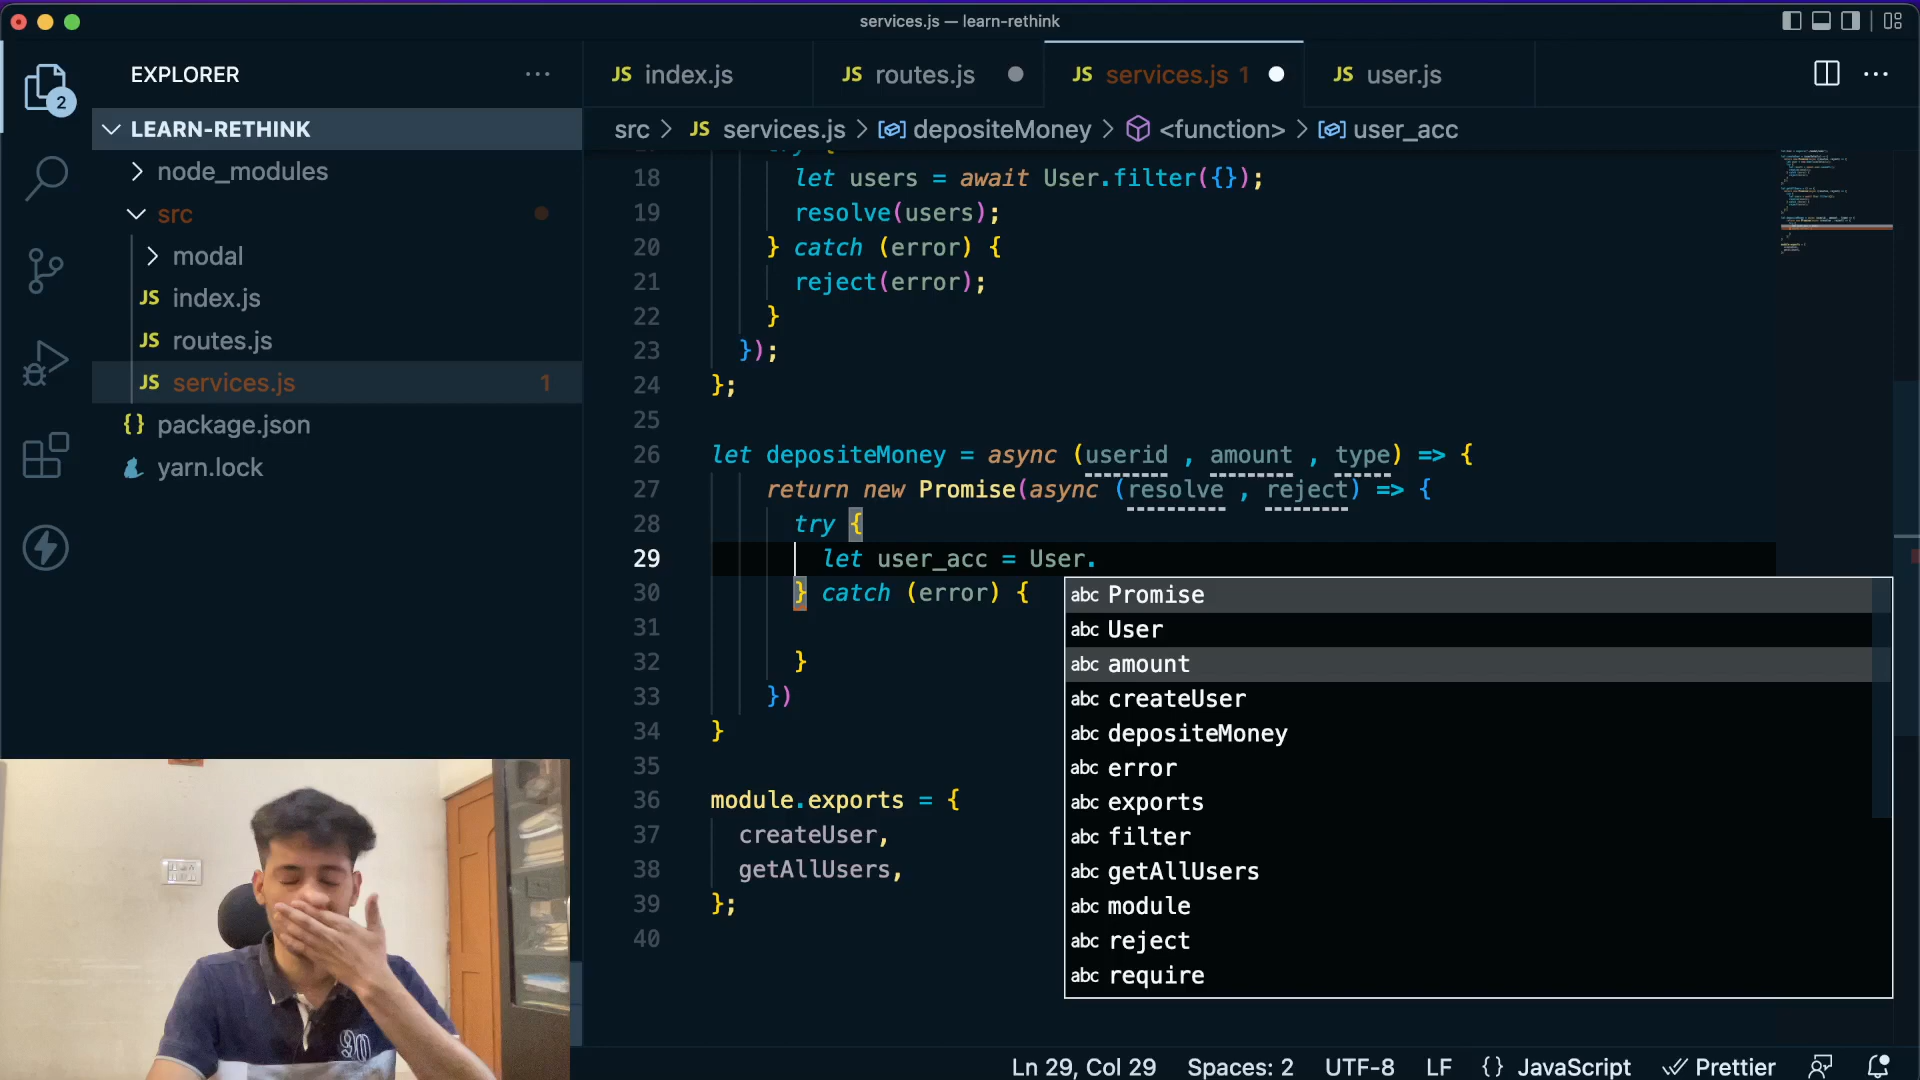 services.js — learn-rethink
EXPLORER
2
LEARN-RETHINK
node_modules
src
modal
JS index.js
JS routes.js
JS services.js 1
{} package.json
yarn.lock
JS index.js
JS routes.js
JS services.js 1
JS user.js
src > JS services.js > depositeMoney > <function> > user_acc
18 let users = await User.filter({});
19 resolve(users);
20 } catch (error) {
21 reject(error);
22 }
23 });
24 };
25
26 let depositeMoney = async (userid , amount , type) => {
27 return new Promise(async (resolve , reject) => {
28 try {
29 let user_acc = User.
30 } catch (error) {
31
32 }
33 })
34 }
35
36 module.exports = {
37 createUser,
38 getAllUsers,
39 };
40
abc Promise
abc User
abc amount
abc createUser
abc depositeMoney
abc error
abc exports
abc filter
abc getAllUsers
abc module
abc reject
abc require
Ln 29, Col 29 Spaces: 2 UTF-8 LF {} JavaScript Prettier